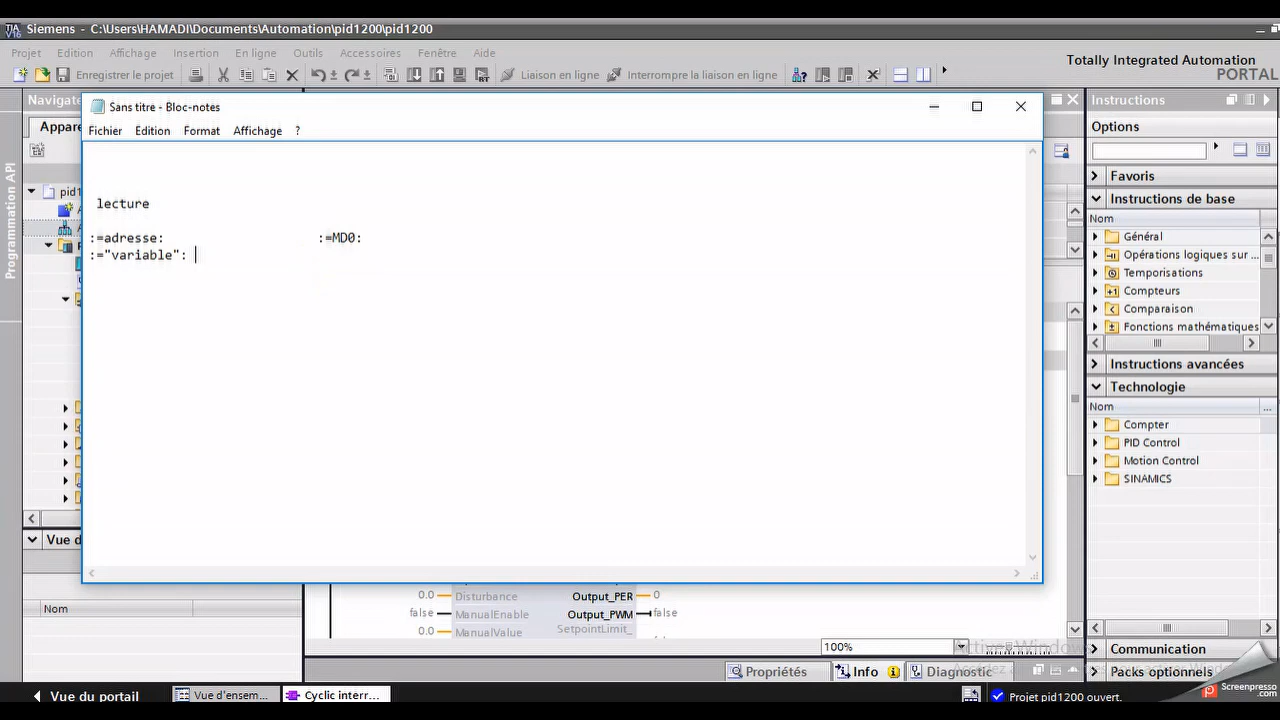 Siemens - C:\Users\HAMADI\Documents\Automation\pid1200\pid1200
Projet Edition Affichage Insertion En ligne Outils Accessoires Fenêtre Aide
Totally Integrated Automation
PORTAL
Enregistrer le projet
Liaison en ligne
Interrompre la liaison en ligne
Sans titre - Bloc-notes
Fichier Edition Format Affichage ?
lecture
:=adresse: :=MD0:
:="variable":
Programmation API
Instructions
Options
Favoris
Instructions de base
Nom
Général
Opérations logiques sur ...
Temporisations
Compteurs
Comparaison
Fonctions mathématiques
Instructions avancées
Technologie
Nom ...
Compter
PID Control
Motion Control
SINAMICS
Communication
Packs optionnels
Nom
0.0 Disturbance Output_PER 0
false ManualEnable Output_PWM false
0.0 ManualValue SetpointLimit_
100%
Propriétés Info Diagnostic
Vue du portail
Vue d'ensem...
Cyclic interr...
Projet pid1200 ouvert.
Screenpresso
.com